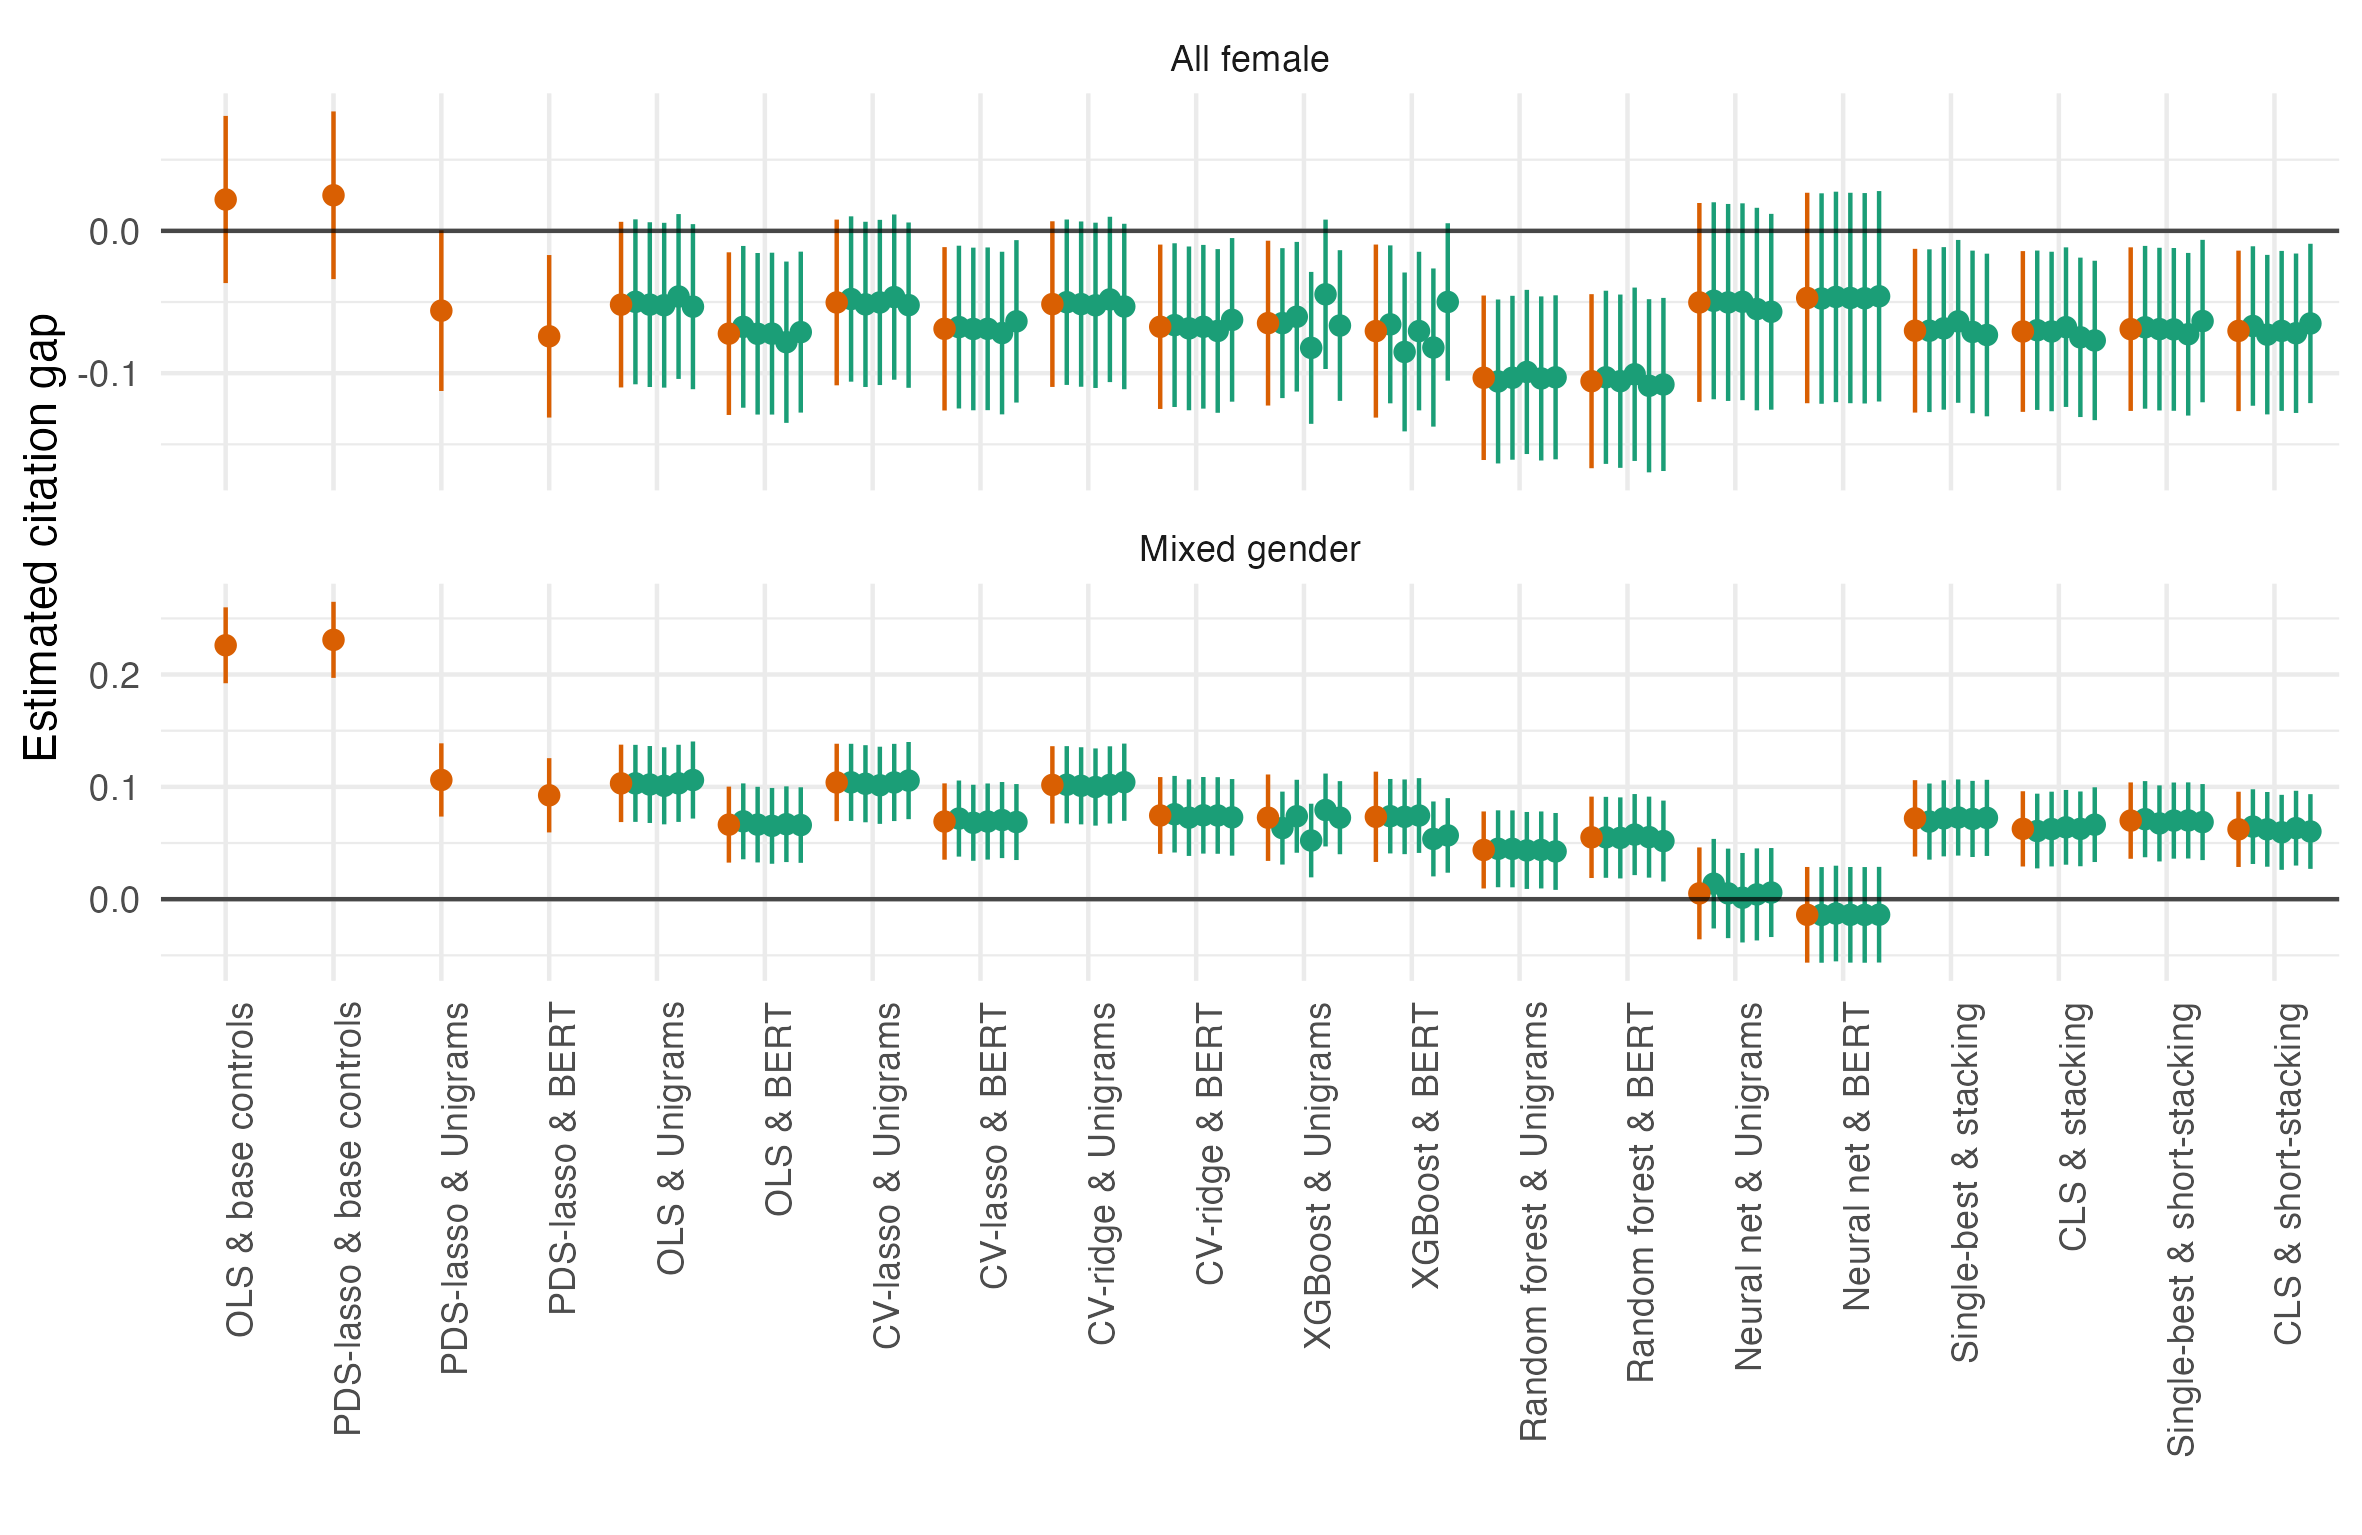 All female
0.0
-0.1
Estimated citation gap
Mixed gender
0.2
0.1
0.0
OLS & base controls
PDS-lasso & base controls
PDS-lasso & Unigrams
PDS-lasso & BERT
OLS & Unigrams
OLS & BERT
CV-lasso & Unigrams
CV-lasso & BERT
CV-ridge & Unigrams
CV-ridge & BERT
XGBoost & Unigrams
XGBoost & BERT
Random forest & Unigrams
Random forest & BERT
Neural net & Unigrams
Neural net & BERT
Single-best & stacking
CLS & stacking
Single-best & short-stacking
CLS & short-stacking